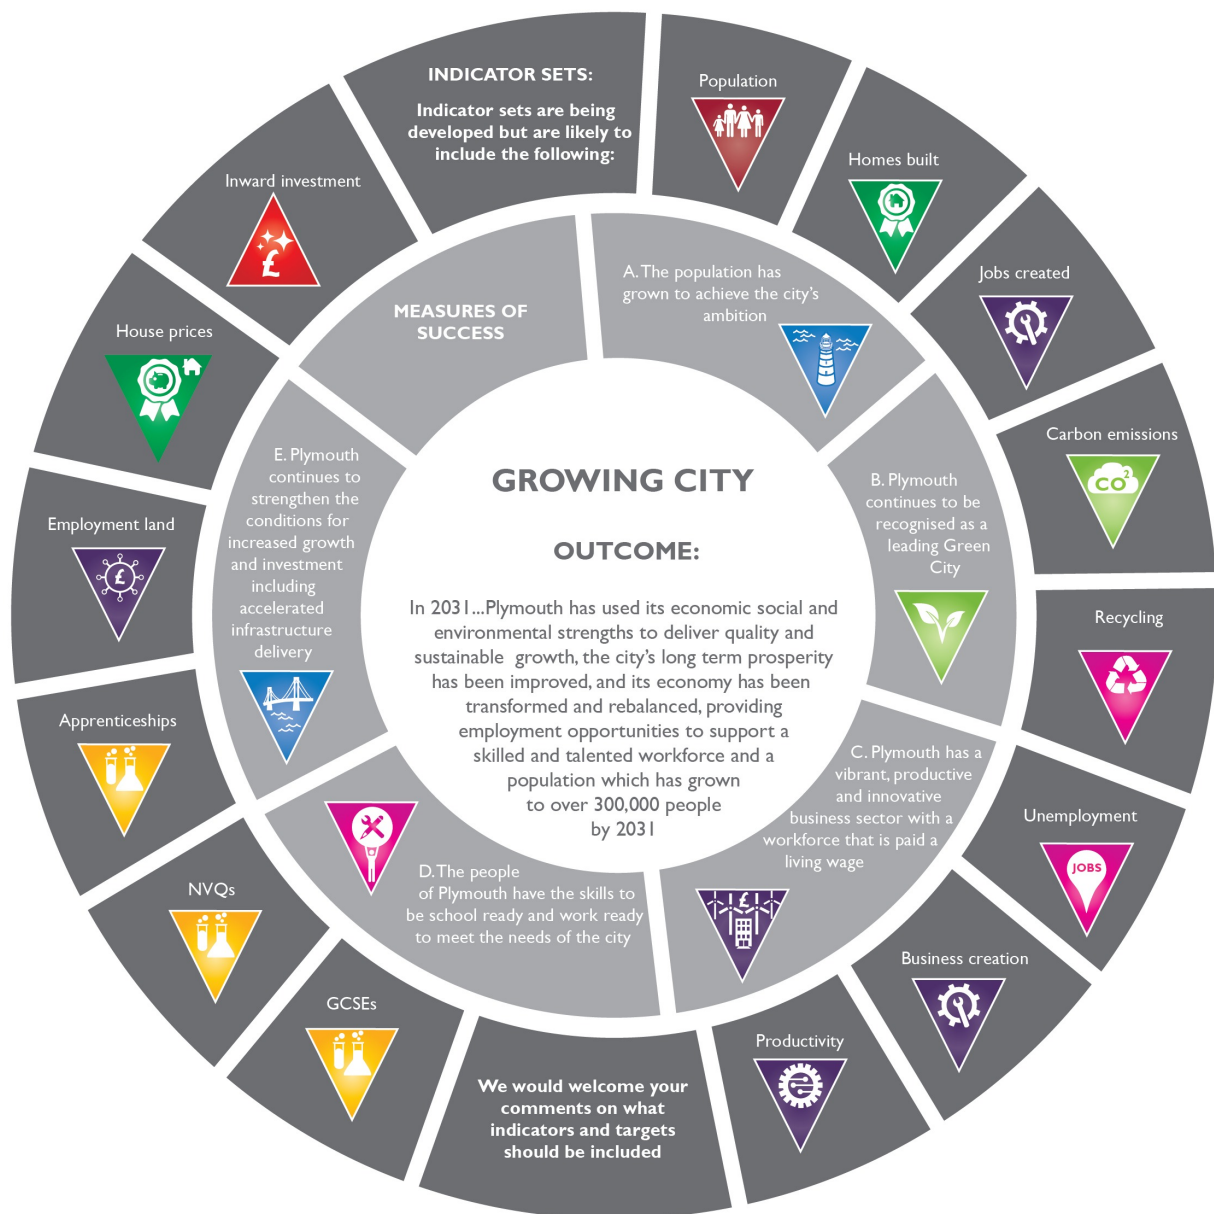 INDICATOR SETS:
Indicator sets are being
developed but are likely to
include the following:
Population
Homes built
Jobs created
Carbon emissions
CO2
Recycling
Unemployment
JOBS
Business creation
Productivity
We would welcome your
comments on what
indicators and targets
should be included
GCSEs
NVQs
Apprenticeships
Employment land
£
House prices
Inward investment
£
MEASURES OF
SUCCESS
A. The population has
grown to achieve the city's
ambition
B. Plymouth
continues to be
recognised as a
leading Green
City
C. Plymouth has a
vibrant, productive
and innovative
business sector with a
workforce that is paid a
living wage
£
D. The people
of Plymouth have the skills to
be school ready and work ready
to meet the needs of the city
E. Plymouth
continues to
strengthen the
conditions for
increased growth
and investment
including
accelerated
infrastructure
delivery
GROWING CITY
OUTCOME:
In 2031...Plymouth has used its economic social and
environmental strengths to deliver quality and
sustainable growth, the city's long term prosperity
has been improved, and its economy has been
transformed and rebalanced, providing
employment opportunities to support a
skilled and talented workforce and a
population which has grown
to over 300,000 people
by 2031